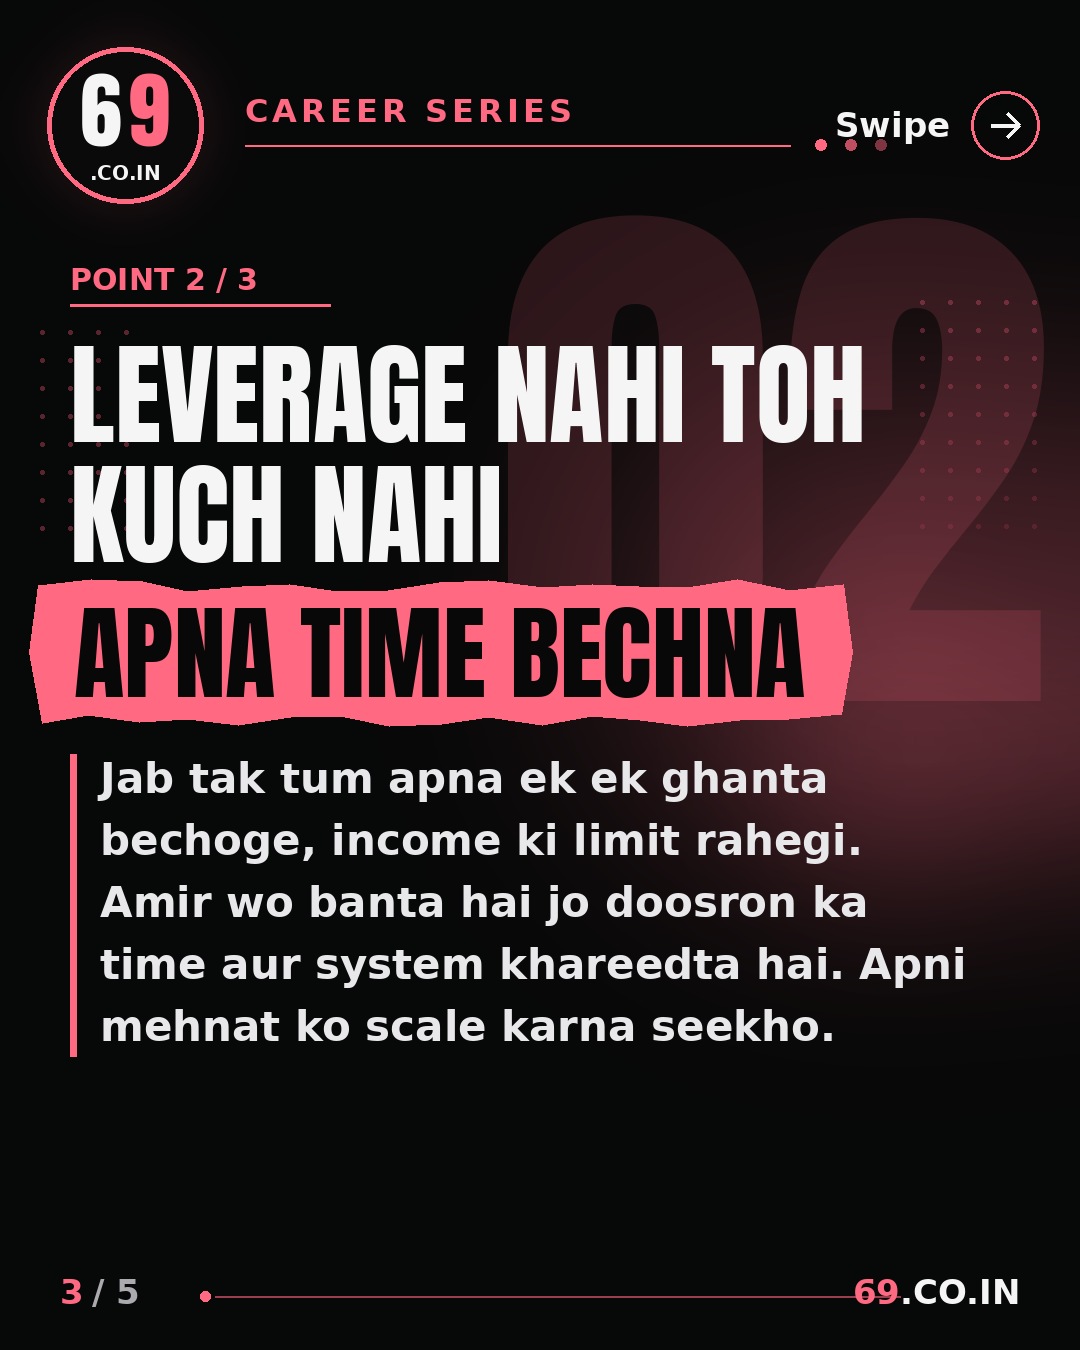 69
.CO.IN
CAREER SERIES
Swipe
02
POINT 2 / 3
LEVERAGE NAHI TOH
KUCH NAHI
APNA TIME BECHNA
Jab tak tum apna ek ek ghanta
bechoge, income ki limit rahegi.
Amir wo banta hai jo doosron ka
time aur system khareedta hai. Apni
mehnat ko scale karna seekho.
3 / 5
69.CO.IN